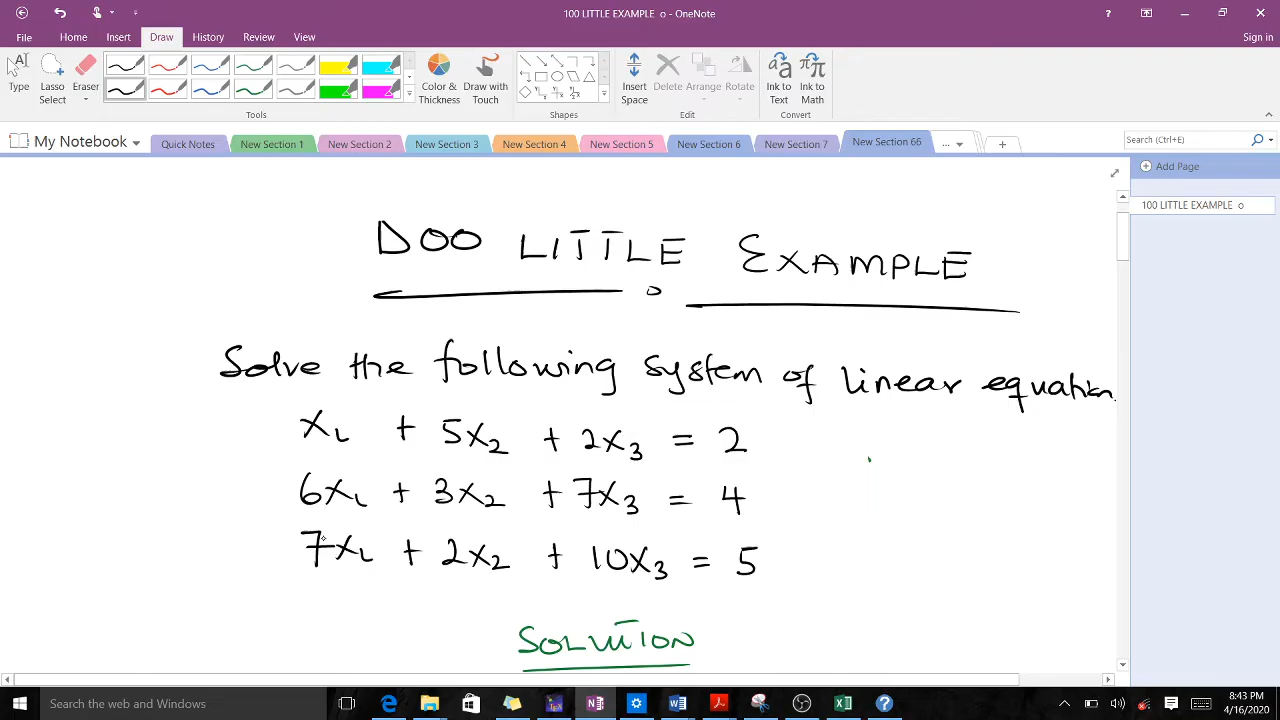 100 LITTLE EXAMPLE o - OneNote
File Home Insert Draw History Review View
Sign in
Type
Lasso Select
Eraser
Color & Thickness
Draw with Touch
Insert Space
Delete
Arrange
Rotate
Ink to Text
Ink to Math
Tools
Shapes
Edit
Convert
My Notebook
Quick Notes
New Section 1
New Section 2
New Section 3
New Section 4
New Section 5
New Section 6
New Section 7
New Section 66
...
Search (Ctrl+E)
Add Page
100 LITTLE EXAMPLE o
DOO LITTLE EXAMPLE
Solve the following system of linear equation.
x₁ + 5x₂ + 2x₃ = 2
6x₁ + 3x₂ + 7x₃ = 4
7x₁ + 2x₂ + 10x₃ = 5
SOLUTION
Search the web and Windows
8:43 PM
4/16/2020